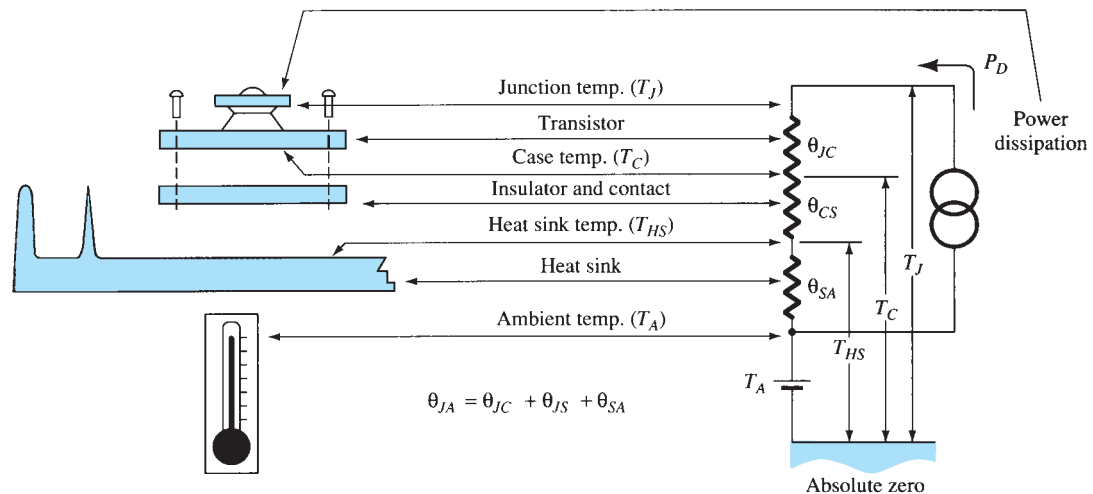 Junction temp. (T_J)
P_D
Transistor
Power
dissipation
θ_JC
Case temp. (T_C)
Insulator and contact
θ_CS
Heat sink temp. (T_HS)
Heat sink
T_J
θ_SA
T_C
Ambient temp. (T_A)
T_HS
T_A
θ_JA = θ_JC + θ_JS + θ_SA
Absolute zero